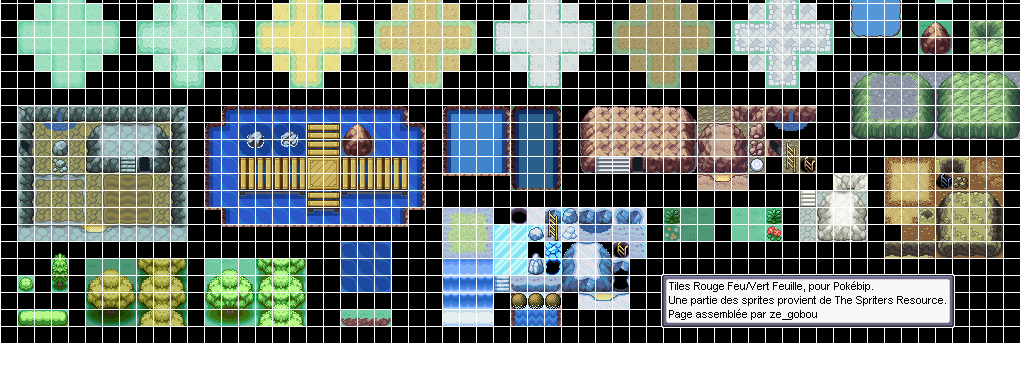 Tiles Rouge Feu/Vert Feuille, pour Pokébip.
Une partie des sprites provient de The Spriters Resource.
Page assemblée par ze_gobou